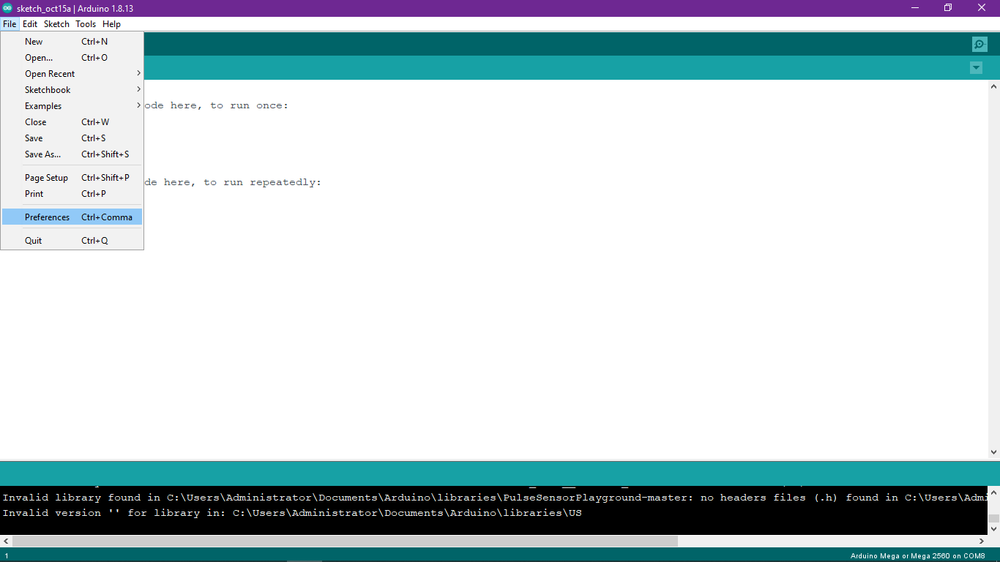 sketch_oct15a | Arduino 1.8.13
File Edit Sketch Tools Help
New Ctrl+N
Open... Ctrl+O
Open Recent
Sketchbook
Examples
ode here, to run once:
Close Ctrl+W
Save Ctrl+S
Save As... Ctrl+Shift+S
Page Setup Ctrl+Shift+P
de here, to run repeatedly:
Print Ctrl+P
Preferences Ctrl+Comma
Quit Ctrl+Q
Invalid library found in C:\Users\Administrator\Documents\Arduino\libraries\PulseSensorPlayground-master: no headers files (.h) found in C:\Users\Admi
Invalid version '' for library in: C:\Users\Administrator\Documents\Arduino\libraries\US
1 Arduino Mega or Mega 2560 on COM8